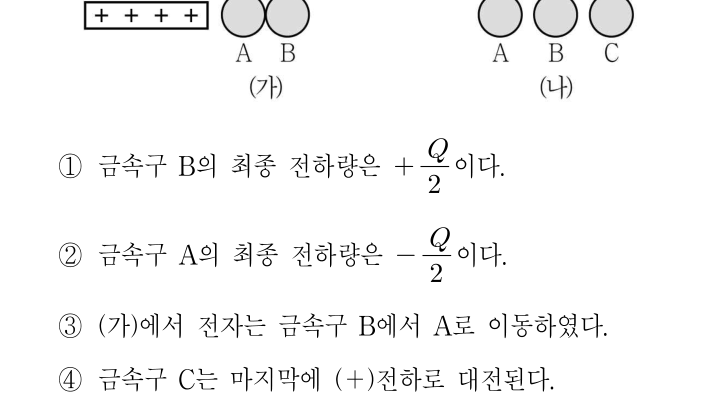 + + + +
A B A B C
(가) (나)
① 금속구 B의 최종 전하량은 +Q/2이다.
② 금속구 A의 최종 전하량은 −Q/2이다.
③ (가)에서 전자는 금속구 B에서 A로 이동하였다.
④ 금속구 C는 마지막에 (+)전하로 대전된다.